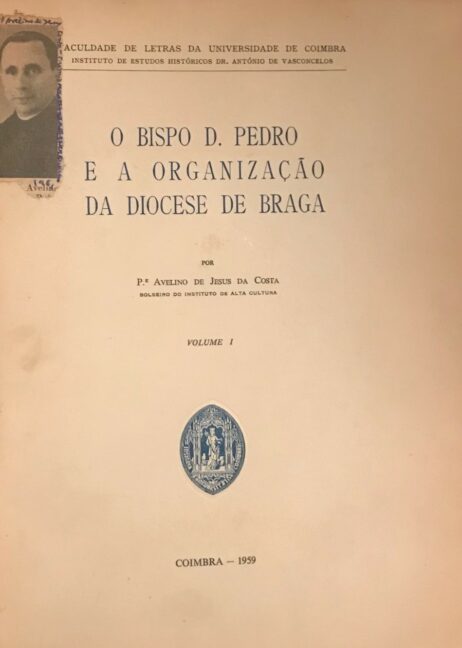 FACULDADE DE LETRAS DA UNIVERSIDADE DE COIMBRA
INSTITUTO DE ESTUDOS HISTÓRICOS DR. ANTÓNIO DE VASCONCELOS
O BISPO D. PEDRO
E A ORGANIZAÇÃO
DA DIOCESE DE BRAGA
POR
P.e AVELINO DE JESUS DA COSTA
BOLSEIRO DO INSTITUTO DE ALTA CULTURA
VOLUME I
COIMBRA — 1959